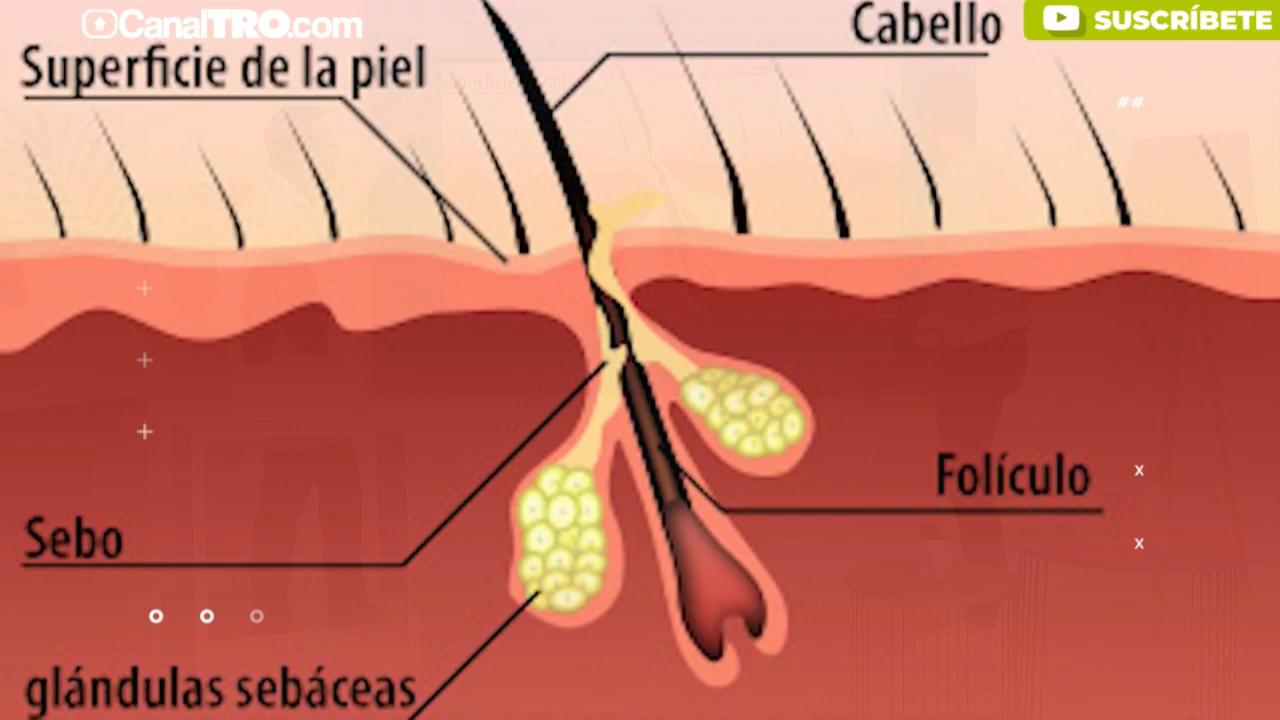 CanalTRO.com
SUSCRÍBETE
Cabello
Superficie de la piel
##
Folículo
x
Sebo
x
glándulas sebáceas